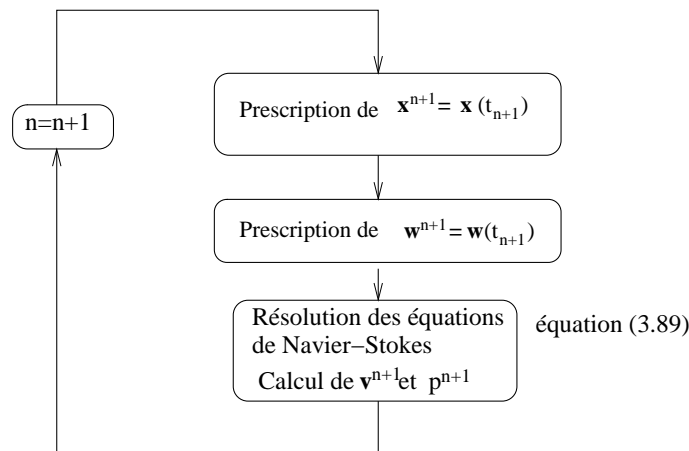 Prescription de x^{n+1} = x (t_{n+1})
n=n+1
Prescription de w^{n+1} = w(t_{n+1})
Résolution des équations
de Navier–Stokes
Calcul de v^{n+1} et p^{n+1}
équation (3.89)